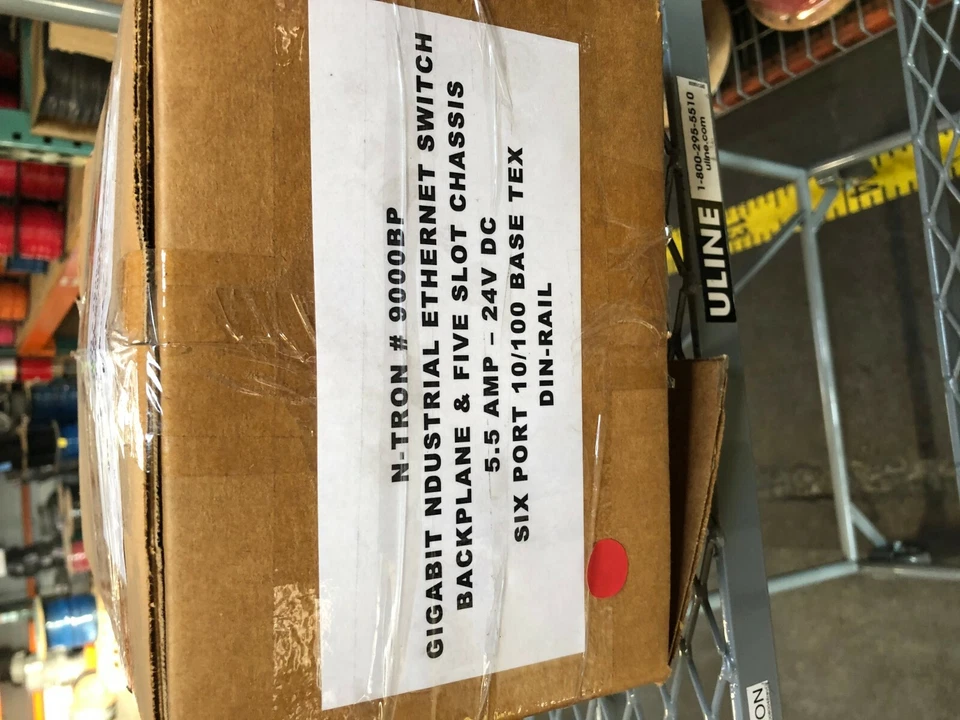 N-TRON # 9000BP
GIGABIT NDUSTRIAL ETHERNET SWITCH
BACKPLANE & FIVE SLOT CHASSIS
5.5 AMP – 24V DC
SIX PORT 10/100 BASE TEX
DIN-RAIL
ULINE
1-800-295-5510
uline.com
ON